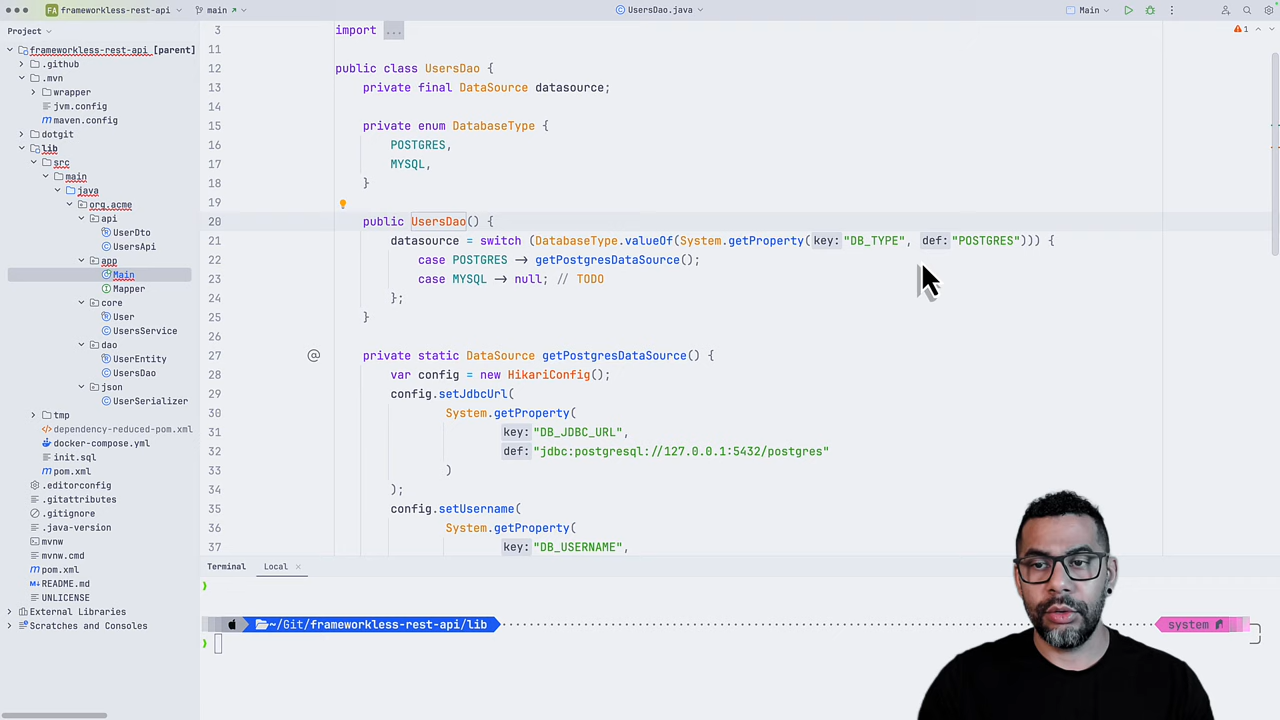 FA frameworkless-rest-api main
UsersDao.java
Main
Project
frameworkless-rest-api [parent]
.github
.mvn
wrapper
jvm.config
maven.config
dotgit
lib
src
main
java
org.acme
api
UserDto
UsersApi
app
Main
Mapper
core
User
UsersService
dao
UserEntity
UsersDao
json
UserSerializer
tmp
dependency-reduced-pom.xml
docker-compose.yml
init.sql
pom.xml
.editorconfig
.gitattributes
.gitignore
.java-version
mvnw
mvnw.cmd
pom.xml
README.md
UNLICENSE
External Libraries
Scratches and Consoles
1
3 import ...
11
12 public class UsersDao {
13 private final DataSource datasource;
14
15 private enum DatabaseType {
16 POSTGRES,
17 MYSQL,
18 }
19
20 public UsersDao() {
21 datasource = switch (DatabaseType.valueOf(System.getProperty( key: "DB_TYPE", def: "POSTGRES"))) {
22 case POSTGRES -> getPostgresDataSource();
23 case MYSQL -> null; // TODO
24 };
25 }
26
27 private static DataSource getPostgresDataSource() {
28 var config = new HikariConfig();
29 config.setJdbcUrl(
30 System.getProperty(
31 key: "DB_JDBC_URL",
32 def: "jdbc:postgresql://127.0.0.1:5432/postgres"
33 )
34 );
35 config.setUsername(
36 System.getProperty(
37 key: "DB_USERNAME",
Terminal Local
~/Git/frameworkless-rest-api/lib
system